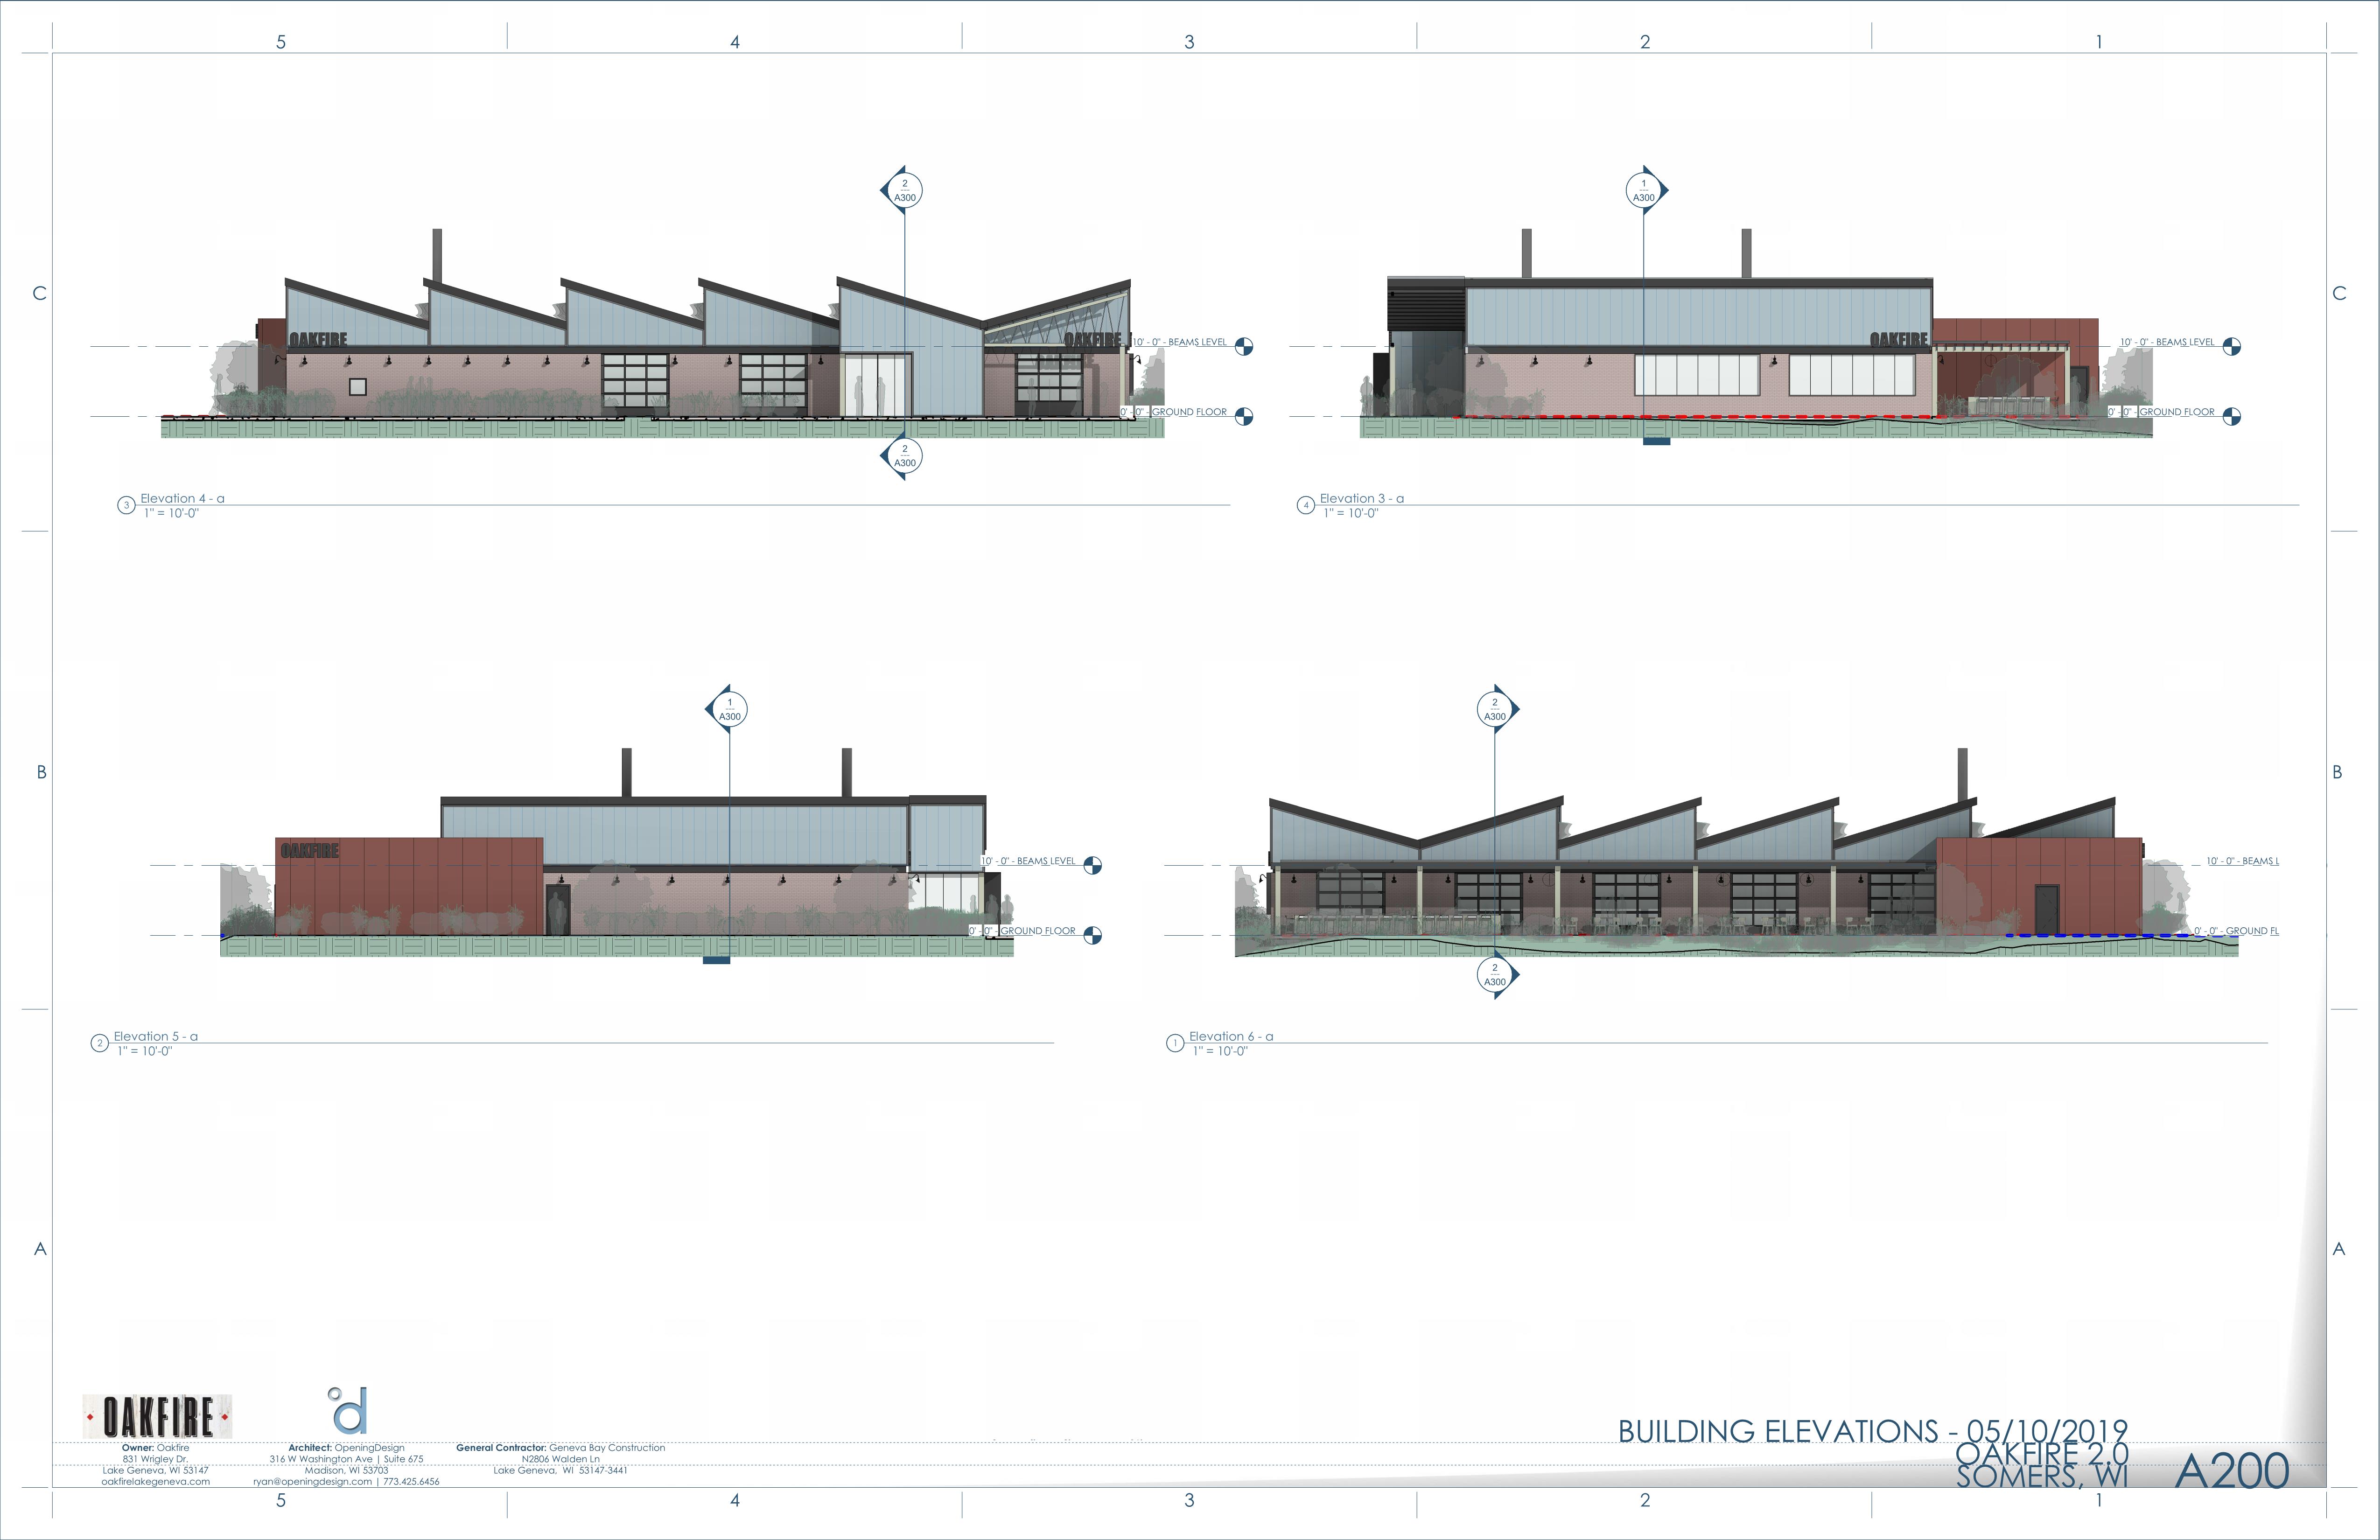 5 4 3 2 1
C C
2
A300
1
A300
OAKFIRE
OAKFIRE
10' - 0" - BEAMS LEVEL
0' - 0" - GROUND FLOOR
OAKFIRE
10' - 0" - BEAMS LEVEL
0' - 0" - GROUND FLOOR
2
A300
3 Elevation 4 - a
1" = 10'-0"
4 Elevation 3 - a
1" = 10'-0"
B B
1
A300
2
A300
OAKFIRE
10' - 0" - BEAMS LEVEL
0' - 0" - GROUND FLOOR
10' - 0" - BEAMS L
0' - 0" - GROUND FL
2
A300
2 Elevation 5 - a
1" = 10'-0"
1 Elevation 6 - a
1" = 10'-0"
A A
OAKFIRE
°d
Owner: Oakfire
831 Wrigley Dr.
Lake Geneva, WI 53147
oakfirelakegeneva.com
Architect: OpeningDesign
316 W Washington Ave | Suite 675
Madison, WI 53703
ryan@openingdesign.com | 773.425.6456
General Contractor: Geneva Bay Construction
N2806 Walden Ln
Lake Geneva, WI 53147-3441
BUILDING ELEVATIONS - 05/10/2019
OAKFIRE 2.0
SOMERS, WI
A200
5 4 3 2 1